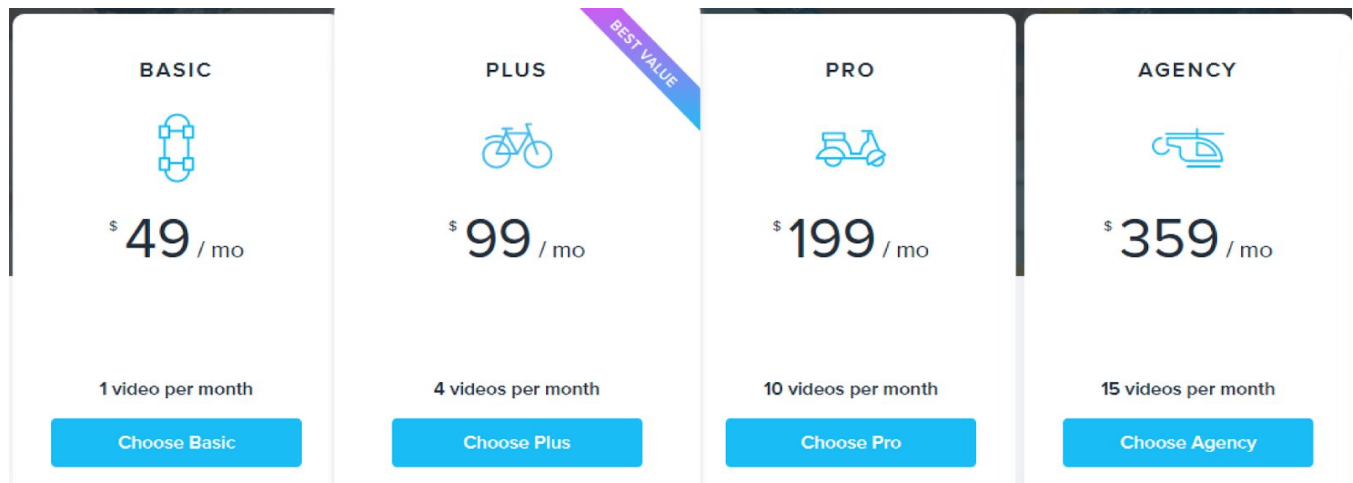 BASIC
$ 49 / mo
1 video per month
Choose Basic
BEST VALUE
PLUS
$ 99 / mo
4 videos per month
Choose Plus
PRO
$ 199 / mo
10 videos per month
Choose Pro
AGENCY
$ 359 / mo
15 videos per month
Choose Agency